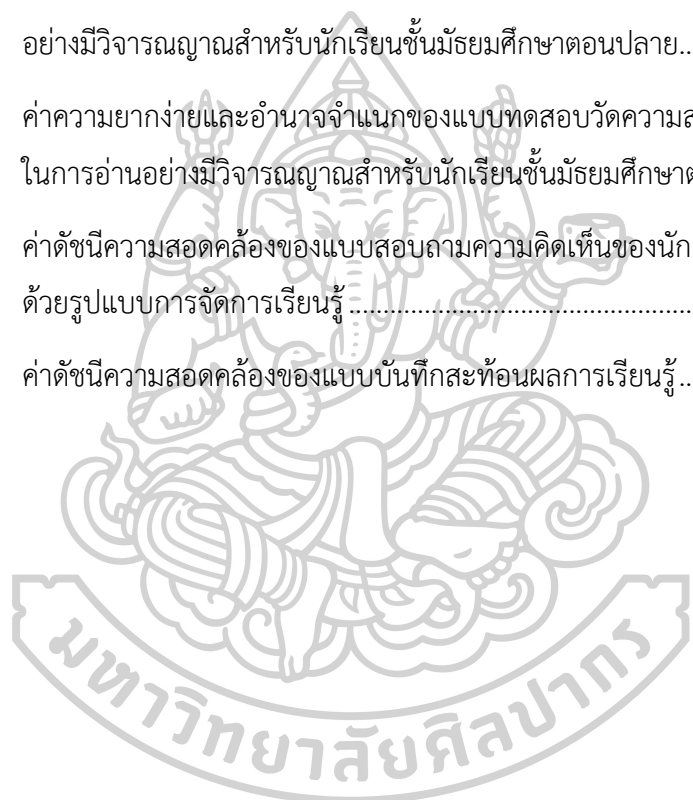 อย่างมีวิจารณญาณสำหรับนักเรียนชั้นมัธยมศึกษาตอนปลาย..
ค่าความยากง่ายและอำนาจจำแนกของแบบทดสอบวัดความส
ในการอ่านอย่างมีวิจารณญาณสำหรับนักเรียนชั้นมัธยมศึกษาต
ค่าดัชนีความสอดคล้องของแบบสอบถามความคิดเห็นของนัก
ด้วยรูปแบบการจัดการเรียนรู้ ................................................
ค่าดัชนีความสอดคล้องของแบบบันทึกสะท้อนผลการเรียนรู้..
มหาวิทยาลัยศิลปากร